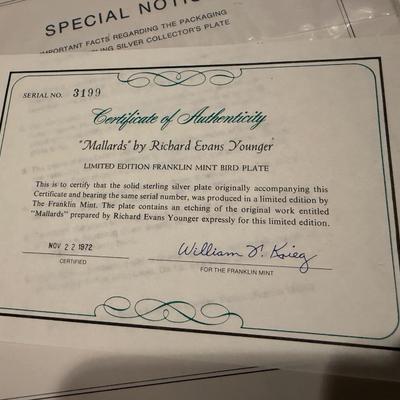 SPECIAL NOTI
IMPORTANT FACTS REGARDING THE PACKAGING
LING SILVER COLLECTOR'S PLATE
SERIAL NO. 3199
Certificate of Authenticity
"Mallards" by Richard Evans Younger
LIMITED EDITION FRANKLIN MINT BIRD PLATE
This is to certify that the solid sterling silver plate originally accompanying this
Certificate and bearing the same serial number, was produced in a limited edition by
The Franklin Mint. The plate contains an etching of the original work entitled
"Mallards" prepared by Richard Evans Younger expressly for this limited edition.
NOV 22 1972
William T. Krieg
CERTIFIED
FOR THE FRANKLIN MINT